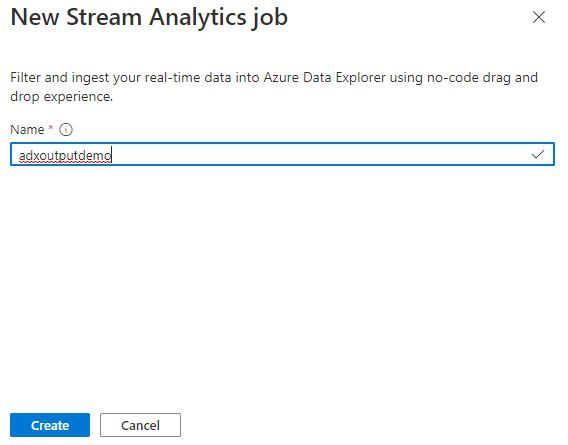 New Stream Analytics job
Filter and ingest your real-time data into Azure Data Explorer using no-code drag and
drop experience.
Name *
adxoutputdemo
Create Cancel